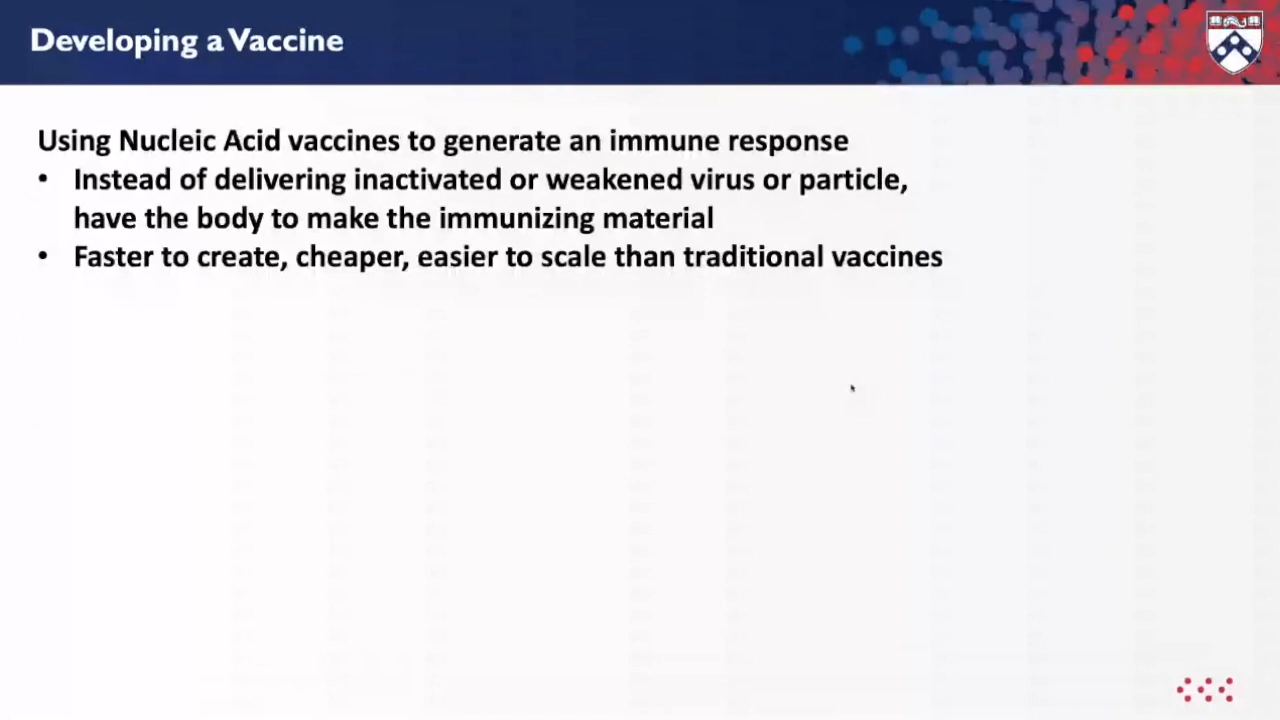 Developing a Vaccine
Using Nucleic Acid vaccines to generate an immune response
• Instead of delivering inactivated or weakened virus or particle,
have the body to make the immunizing material
• Faster to create, cheaper, easier to scale than traditional vaccines